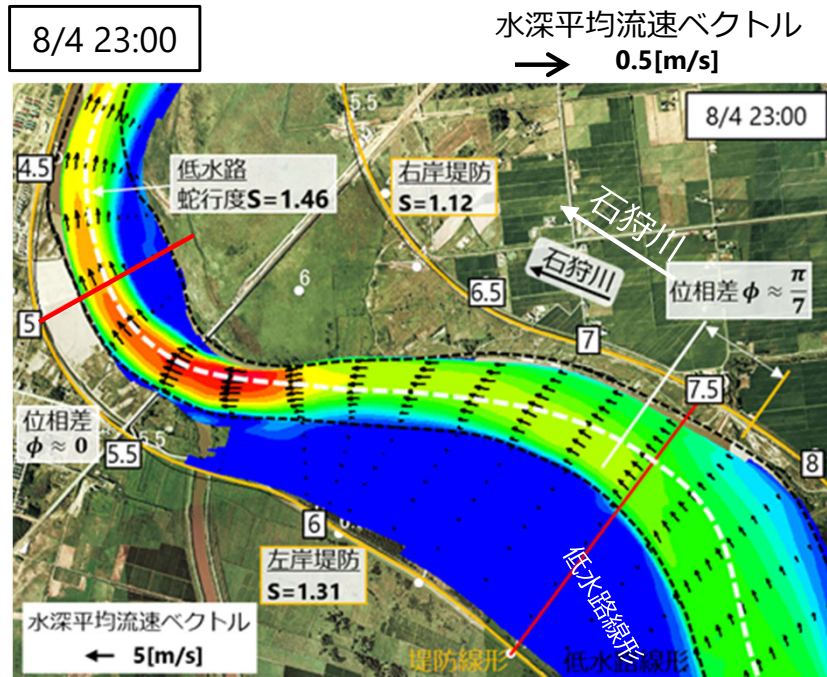 8/4 23:00
水深平均流速ベクトル
0.5[m/s]
8/4 23:00
5.5
4.5
低水路
蛇行度S=1.46
右岸堤防
S=1.12
石狩川
石狩川
6
6.5
位相差 ϕ ≈ π/7
5
7
7.5
位相差
ϕ ≈ 0
5.5
8
6
左岸堤防
S=1.31
低水路線形
水深平均流速ベクトル
5[m/s]
堤防線形
低水路線形